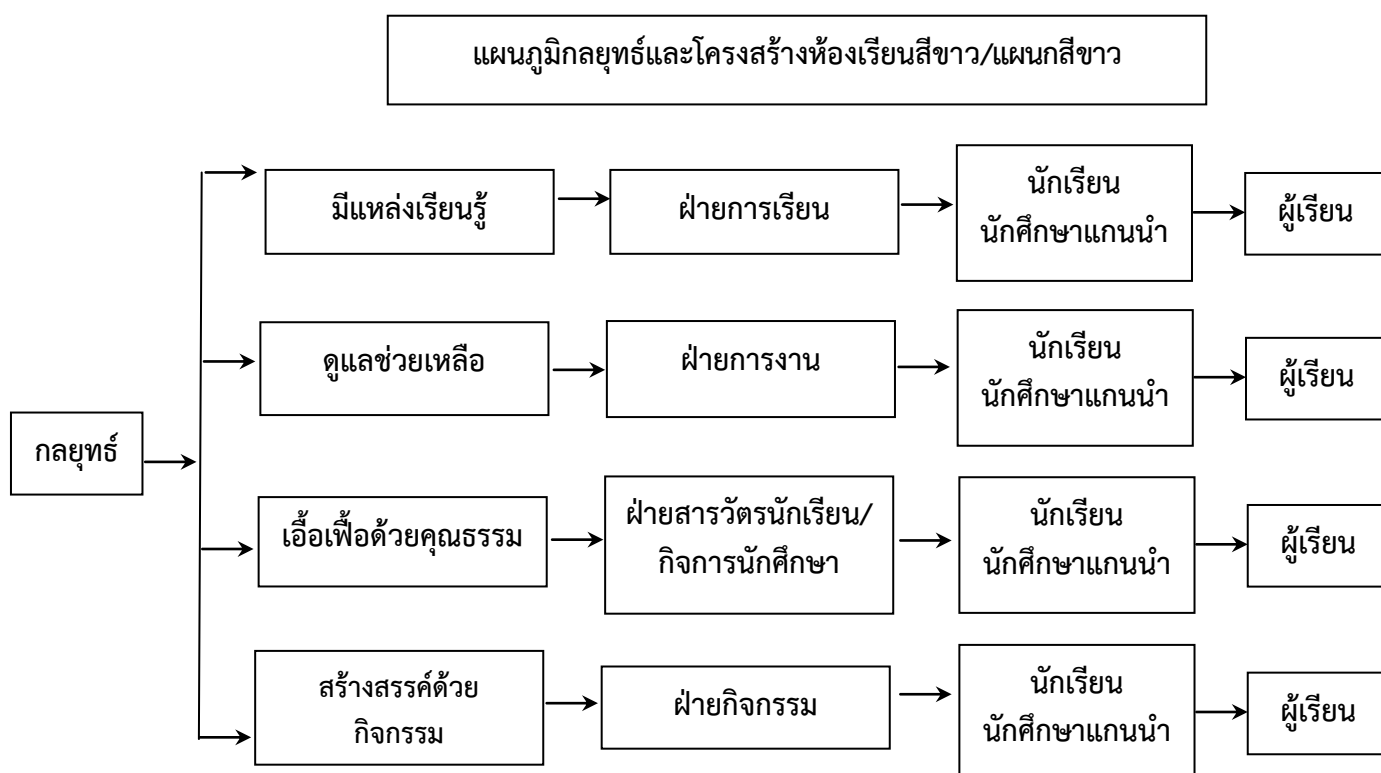 แผนภูมิกลยุทธ์และโครงสร้างห้องเรียนสีขาว/แผนกสีขาว
มีแหล่งเรียนรู้
ฝ่ายการเรียน
นักเรียน
นักศึกษาแกนนำ
ผู้เรียน
ดูแลช่วยเหลือ
ฝ่ายการงาน
นักเรียน
นักศึกษาแกนนำ
ผู้เรียน
กลยุทธ์
เอื้อเฟื้อด้วยคุณธรรม
ฝ่ายสารวัตรนักเรียน/
กิจการนักศึกษา
นักเรียน
นักศึกษาแกนนำ
ผู้เรียน
สร้างสรรค์ด้วย
กิจกรรม
ฝ่ายกิจกรรม
นักเรียน
นักศึกษาแกนนำ
ผู้เรียน